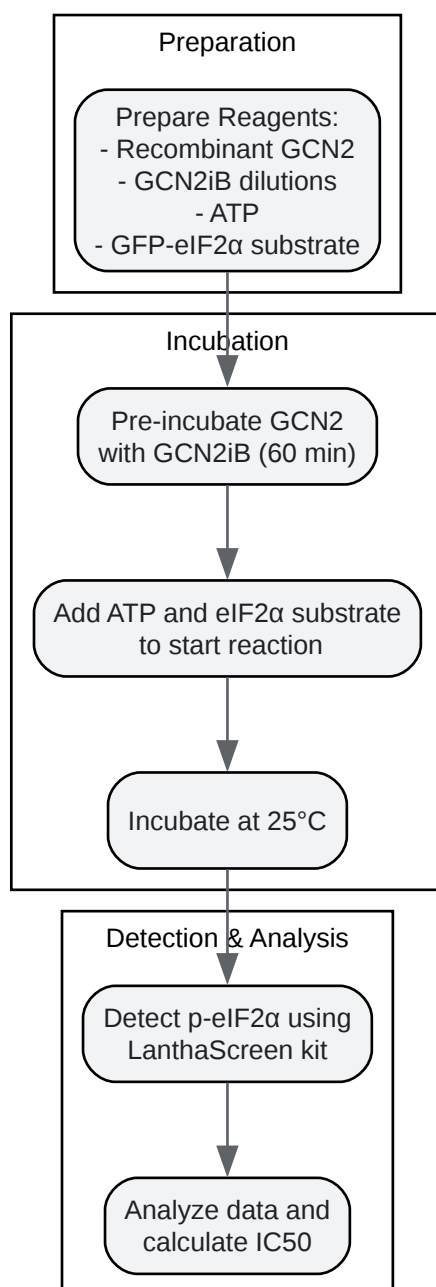 Preparation
Prepare Reagents:
- Recombinant GCN2
- GCN2iB dilutions
- ATP
- GFP-eIF2α substrate
Incubation
Pre-incubate GCN2
with GCN2iB (60 min)
Add ATP and eIF2α substrate
to start reaction
Incubate at 25°C
Detection & Analysis
Detect p-eIF2α using
LanthaScreen kit
Analyze data and
calculate IC50